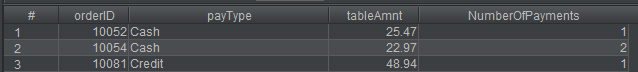 # orderID payType tableAmnt NumberOfPayments
1 10052 Cash 25.47 1
2 10054 Cash 22.97 2
3 10081 Credit 48.94 1